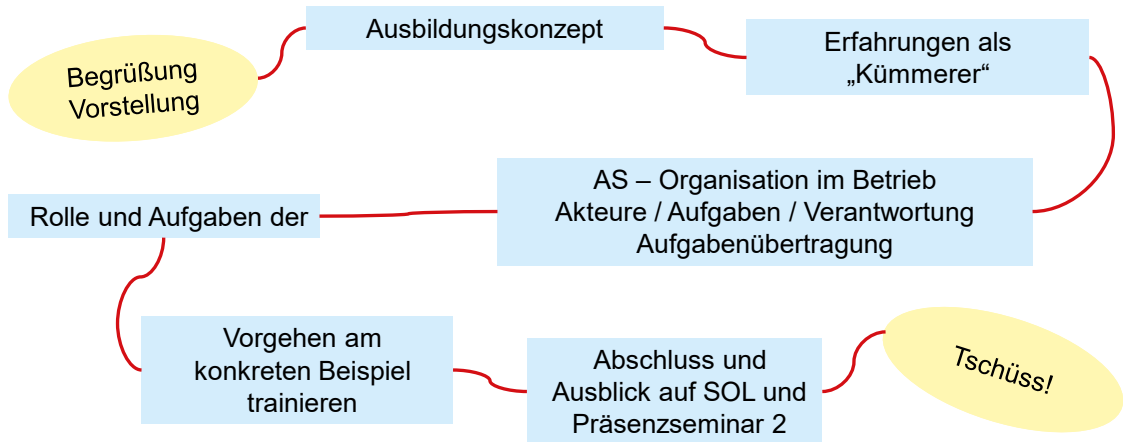 Begrüßung
Vorstellung
Ausbildungskonzept
Erfahrungen als
„Kümmerer“
AS – Organisation im Betrieb
Akteure / Aufgaben / Verantwortung
Aufgabenübertragung
Rolle und Aufgaben der
Vorgehen am
konkreten Beispiel
trainieren
Abschluss und
Ausblick auf SOL und
Präsenzseminar 2
Tschüss!